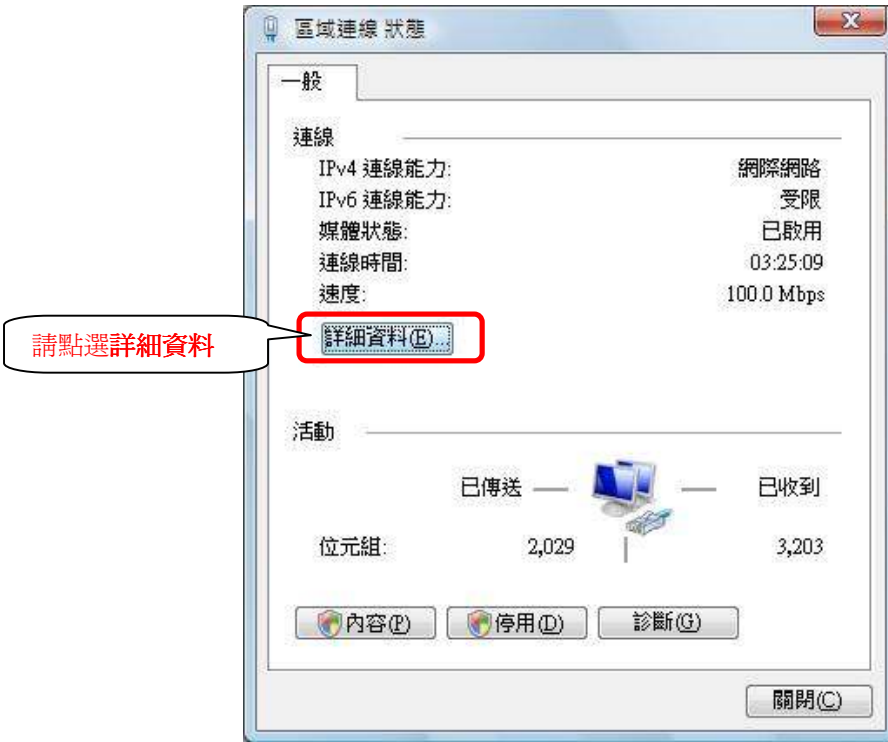 區域連線 狀態
一般
連線
IPv4 連線能力: 網際網路
IPv6 連線能力: 受限
媒體狀態: 已啟用
連線時間: 03:25:09
速度: 100.0 Mbps
請點選詳細資料
詳細資料(E)...
活動
已傳送 已收到
位元組: 2,029 3,203
內容(P) 停用(D) 診斷(G)
關閉(C)